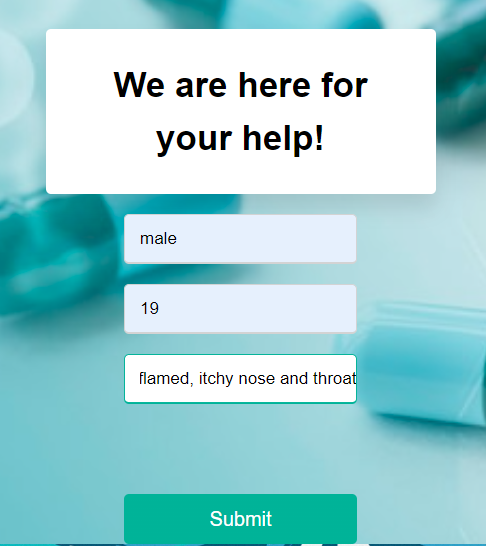 We are here for
your help!
male
19
flamed, itchy nose and throat
Submit